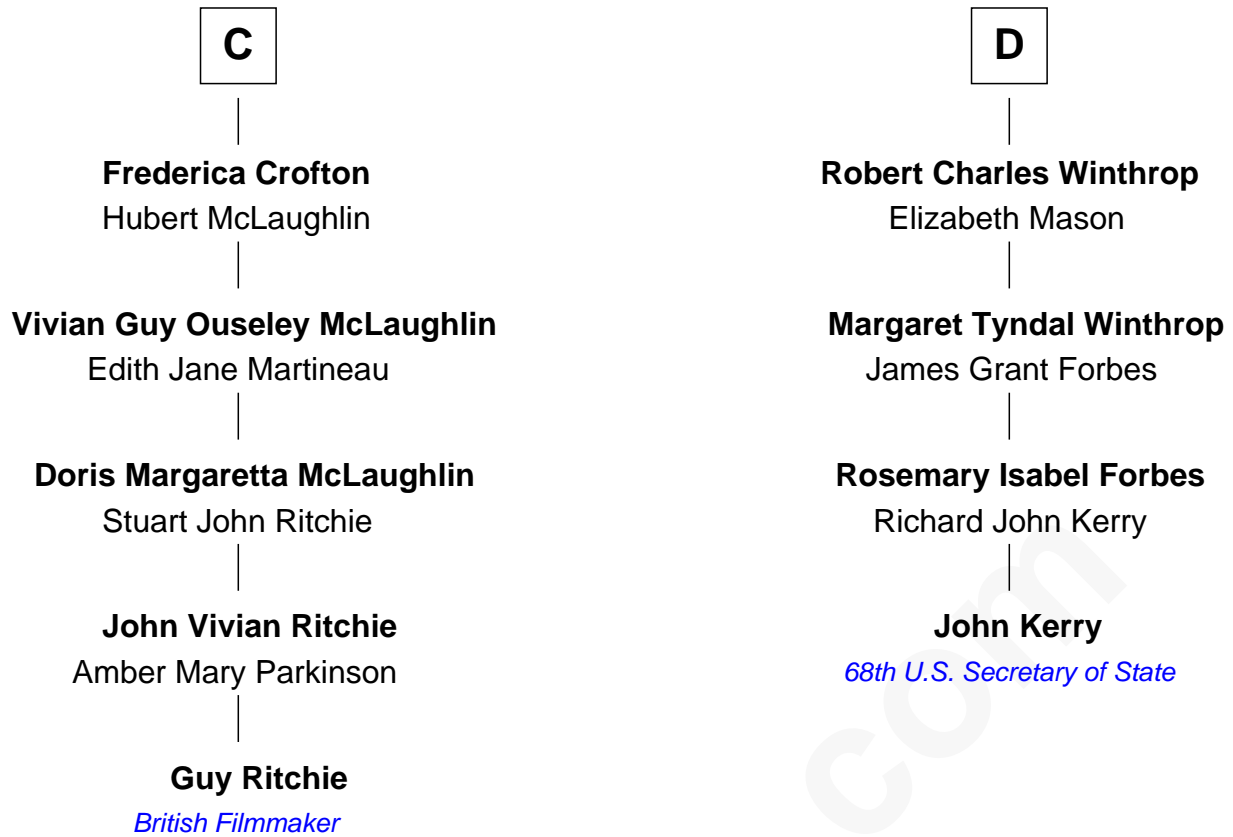 C
Frederica Crofton
Hubert McLaughlin
Vivian Guy Ouseley McLaughlin
Edith Jane Martineau
Doris Margaretta McLaughlin
Stuart John Ritchie
John Vivian Ritchie
Amber Mary Parkinson
Guy Ritchie
British Filmmaker
D
Robert Charles Winthrop
Elizabeth Mason
Margaret Tyndal Winthrop
James Grant Forbes
Rosemary Isabel Forbes
Richard John Kerry
John Kerry
68th U.S. Secretary of State
com